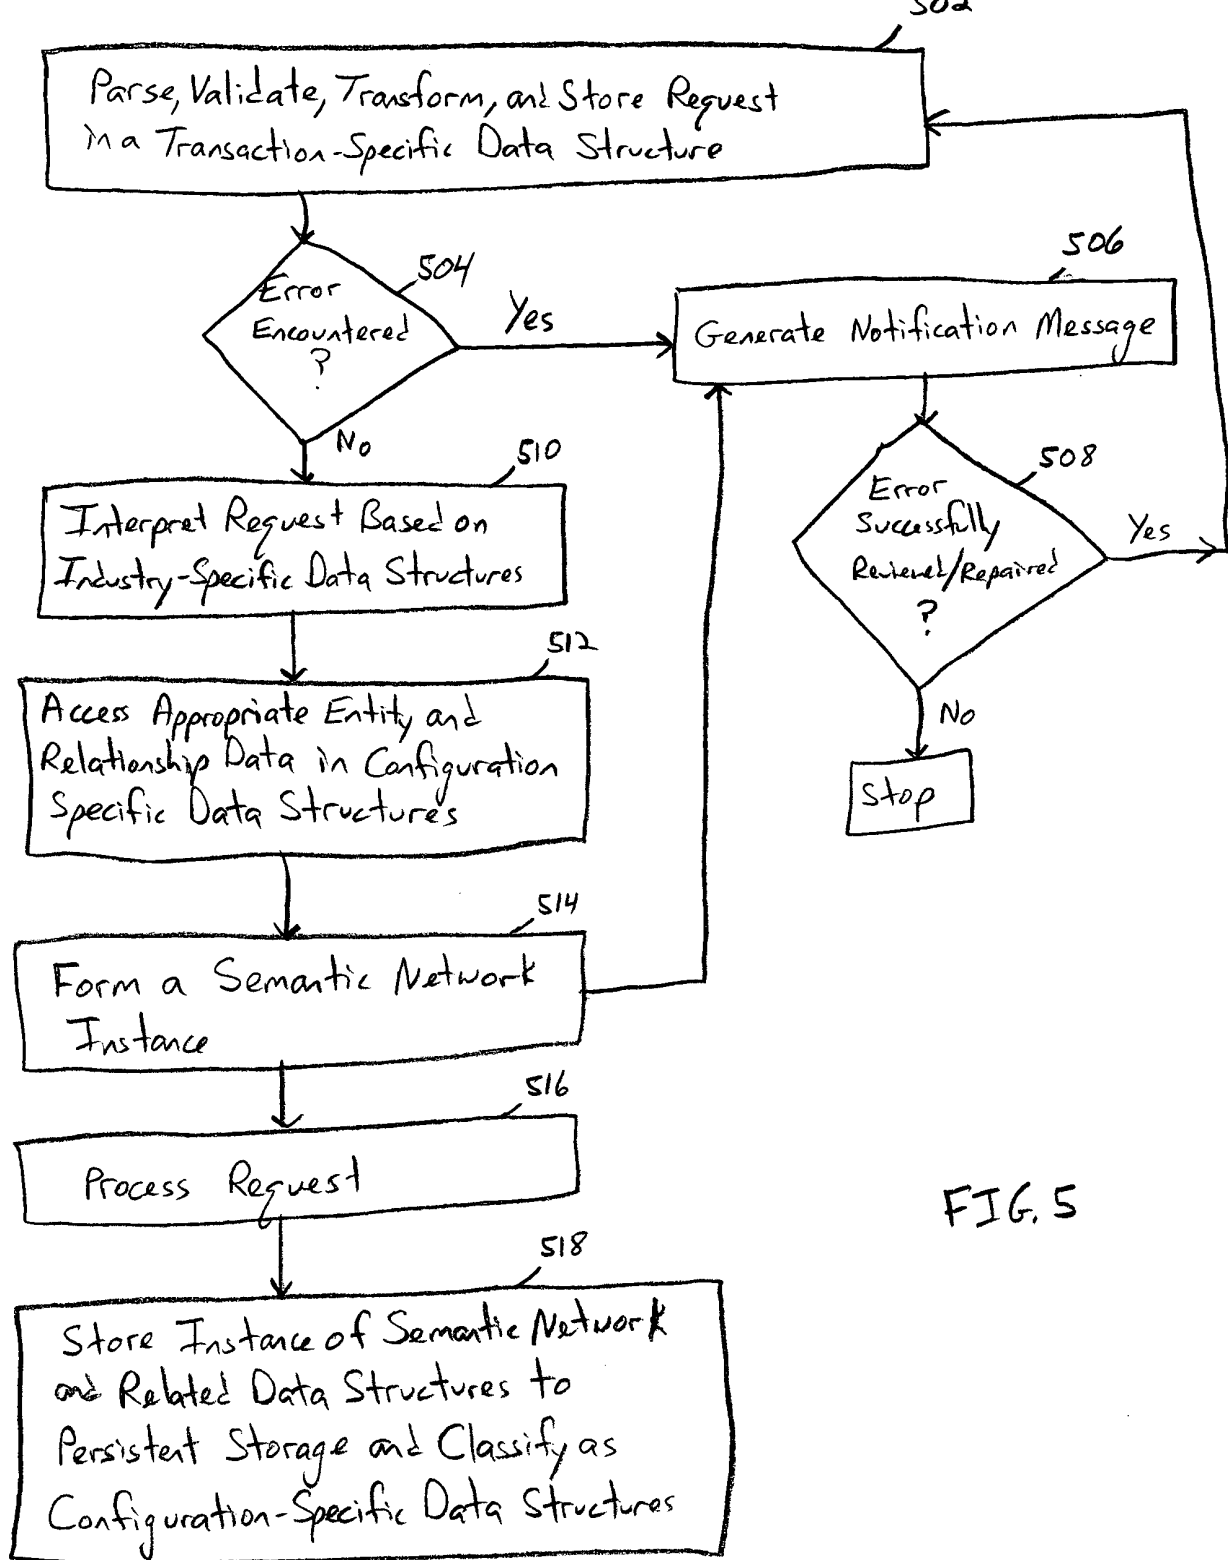 502
Parse, Validate, Transform, and Store Request
in a Transaction-Specific Data Structure
504
Error
Encountered
?
Yes
No
506
Generate Notification Message
508
Error
Successfully
Reviewed/Repaired
?
Yes
No
Stop
510
Interpret Request Based on
Industry-Specific Data Structures
512
Access Appropriate Entity and
Relationship Data in Configuration
Specific Data Structures
514
Form a Semantic Network
Instance
516
Process Request
518
Store Instance of Semantic Network
and Related Data Structures to
Persistent Storage and Classify as
Configuration-Specific Data Structures
FIG. 5